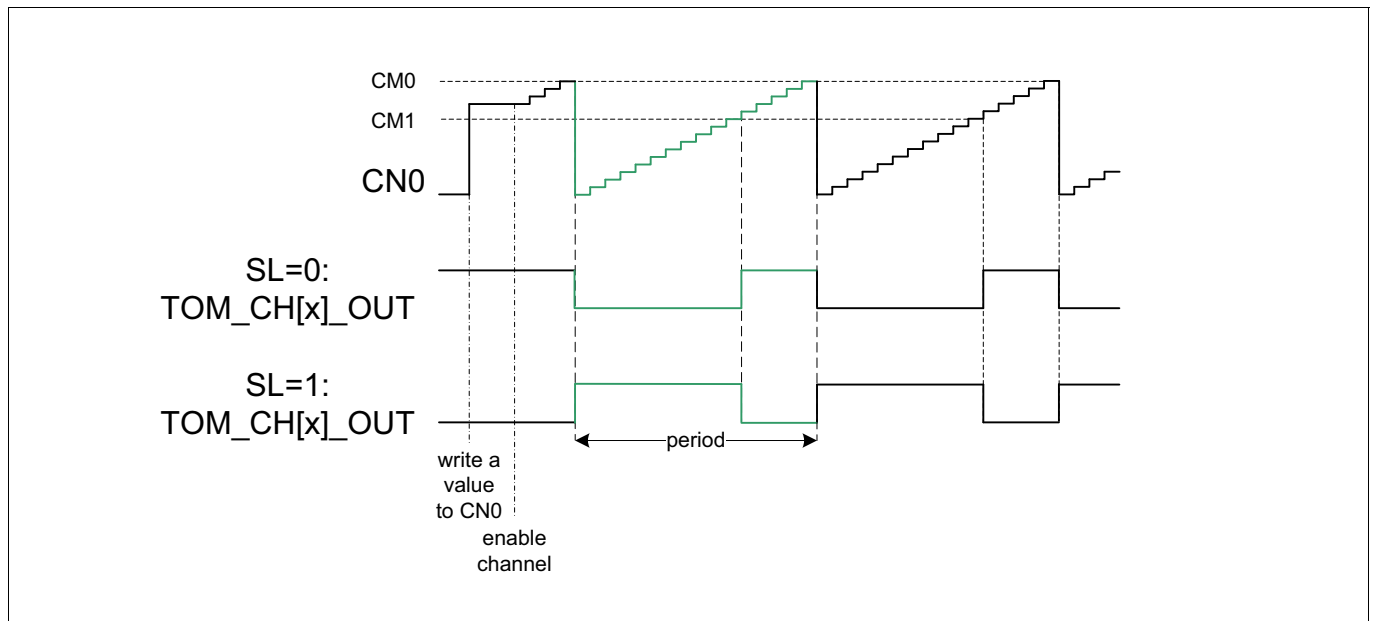 CM0
CM1
CN0
SL=0:
TOM_CH[x]_OUT
SL=1:
TOM_CH[x]_OUT
period
write a
value
to CN0
enable
channel